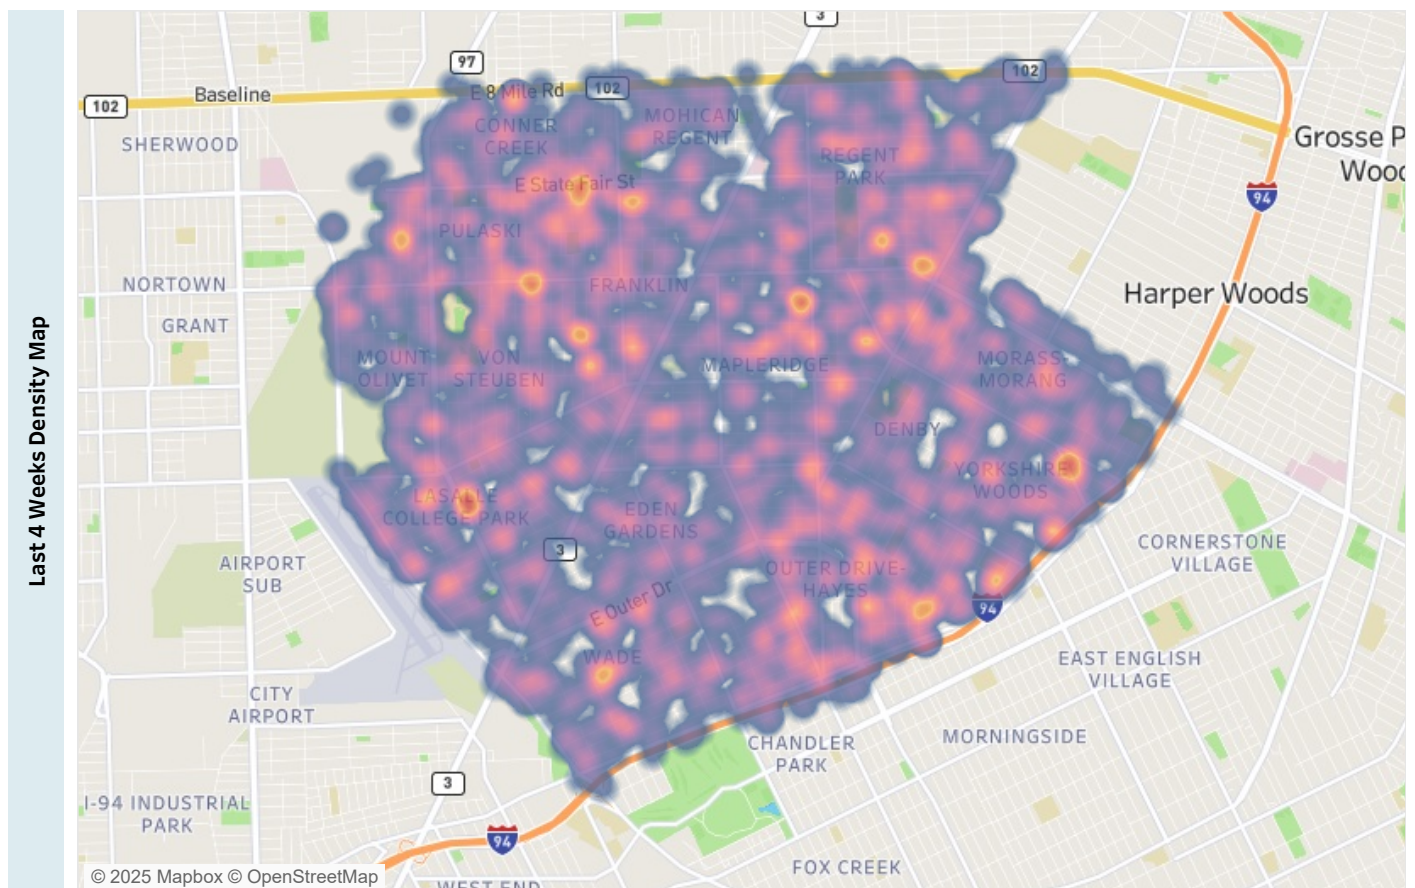 Last 4 Weeks Density Map
3
97
102
102
102
Baseline
E 8 Mile Rd
SHERWOOD
CONNER
CREEK
MOHICAN
REGENT
REGENT
PARK
Grosse P
Wood
E State Fair St
94
PULASKI
NORTOWN
FRANKLIN
Harper Woods
GRANT
MOUNT
OLIVET
VON
STEUBEN
MAPLERIDGE
MORASS-
MORANG
DENBY
YORKSHIRE
WOODS
LASALLE
COLLEGE PARK
EDEN
GARDENS
3
CORNERSTONE
VILLAGE
AIRPORT
SUB
OUTER DRIVE-
HAYES
E Outer Dr
94
WADE
EAST ENGLISH
VILLAGE
CITY
AIRPORT
CHANDLER
PARK
MORNINGSIDE
3
I-94 INDUSTRIAL
PARK
94
FOX CREEK
© 2025 Mapbox © OpenStreetMap
WEST END